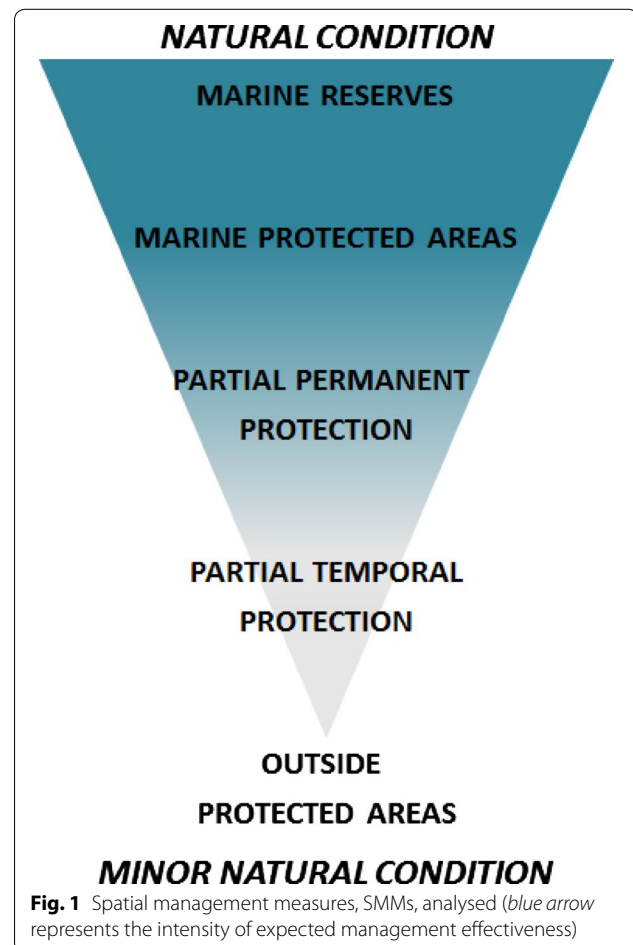 NATURAL CONDITION
MARINE RESERVES
MARINE PROTECTED AREAS
PARTIAL PERMANENT
PROTECTION
PARTIAL TEMPORAL
PROTECTION
OUTSIDE
PROTECTED AREAS
MINOR NATURAL CONDITION
Fig. 1 Spatial management measures, SMMs, analysed (blue arrow
represents the intensity of expected management effectiveness)